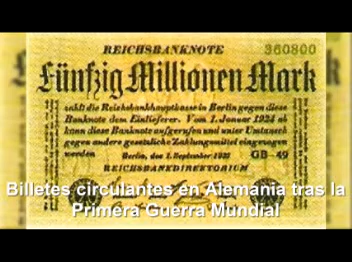 REICHSBANKNOTE 360800
Fünfzig Millionen Mark
zahlt die Reichsbankhauptkasse in Berlin gegen diese
Banknote dem Einlieferer. Vom 1. Januar 1924 ab
kann diese Banknote aufgerufen und unter Umtausch
gegen andere gesetzliche Zahlungsmittel eingezogen
werden Berlin, den 1. September 1923 GB-49
REICHSBANKDIREKTORIUM
Billetes circulantes en Alemania tras la
Primera Guerra Mundial